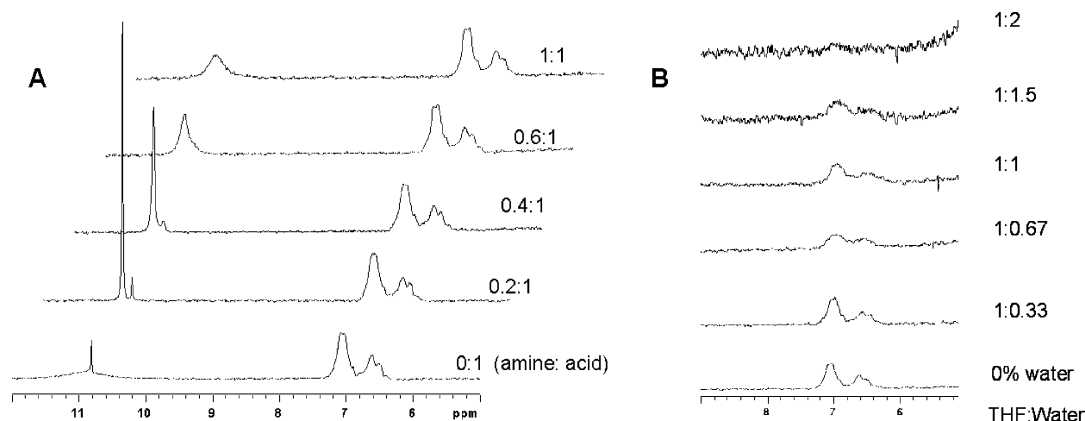 A
1:1
0.6:1
0.4:1
0.2:1
0:1 (amine: acid)
11 10 9 8 7 6 ppm
B
1:2
1:1.5
1:1
1:0.67
1:0.33
0% water
8 7 6
THF:Water